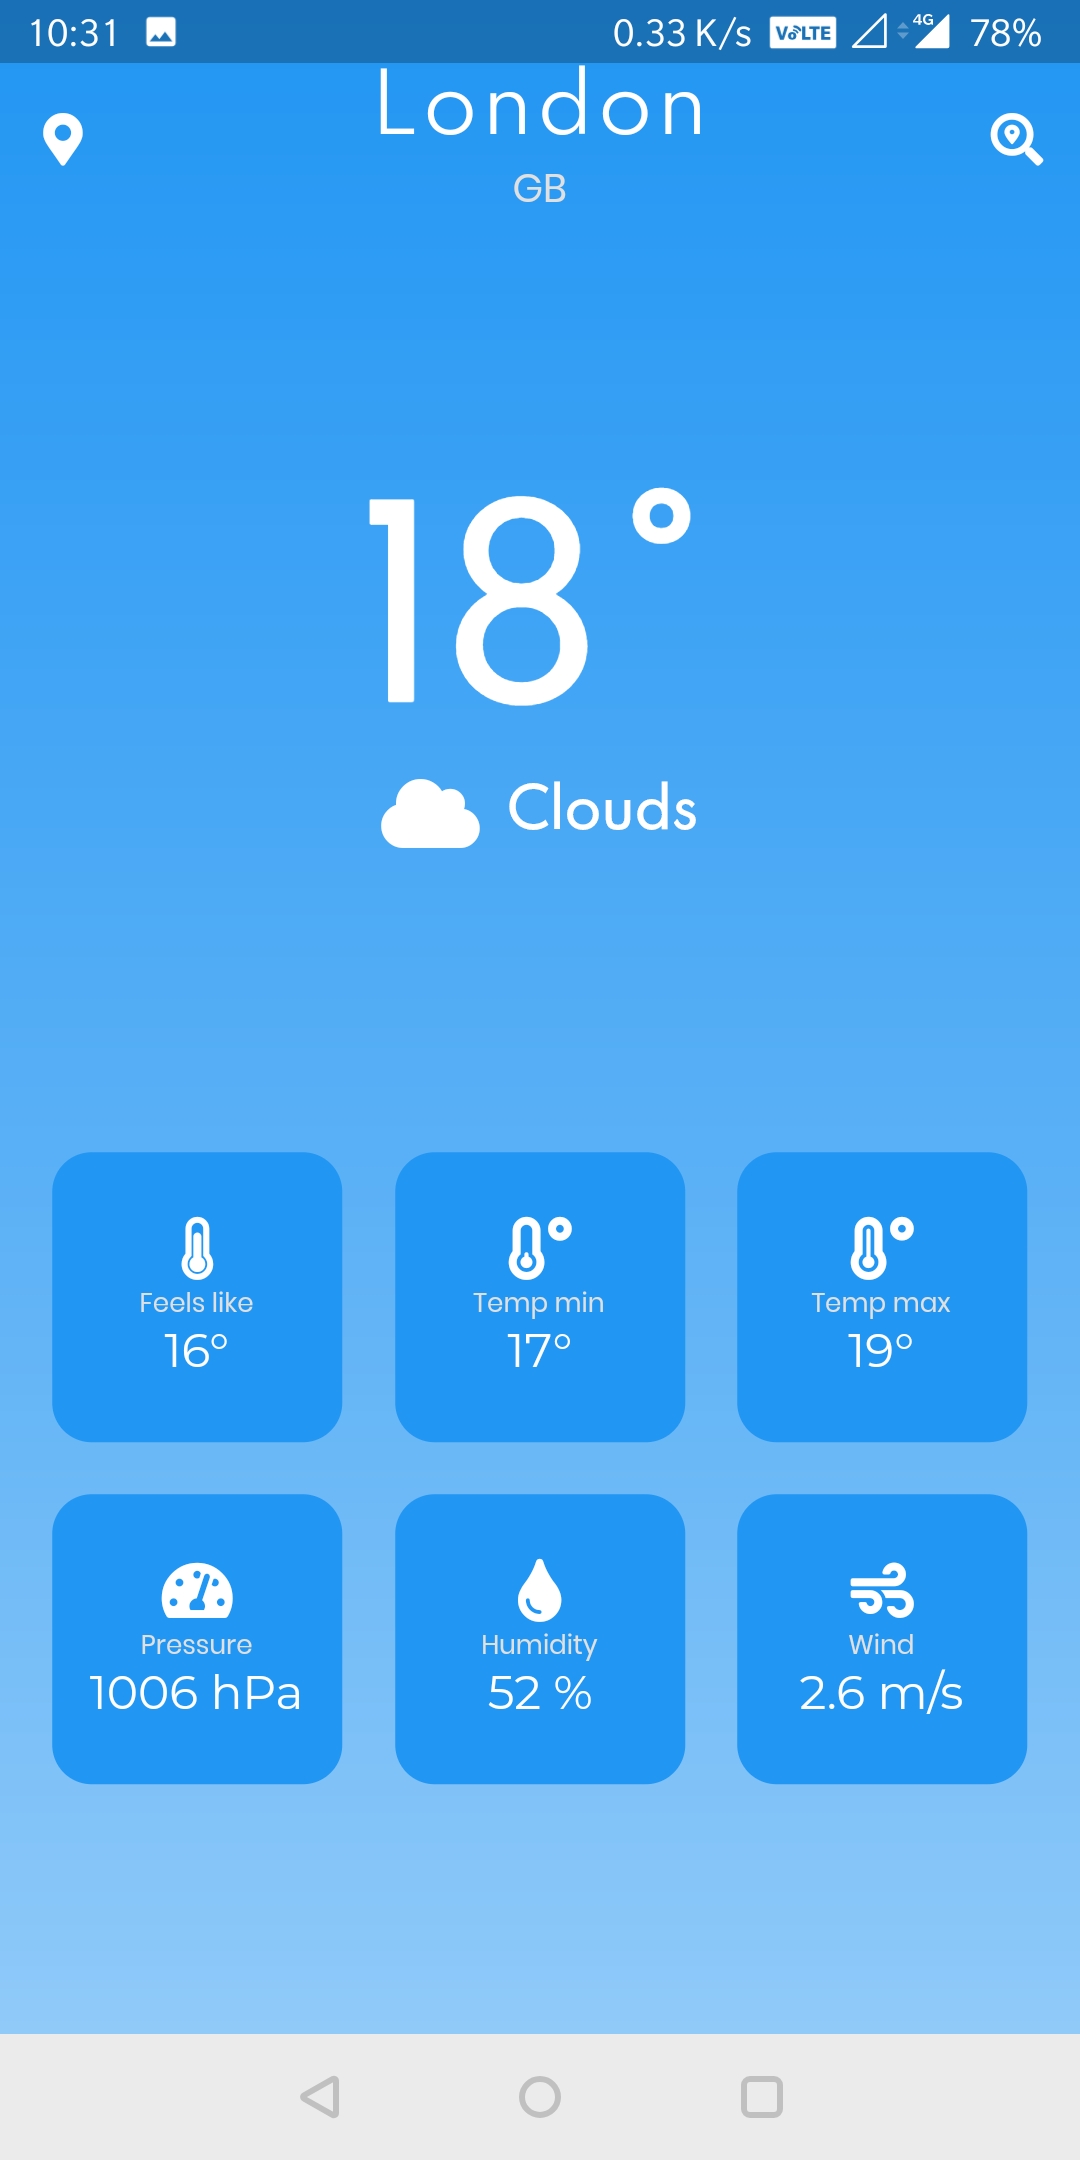 10:31 0.33 K/s VoLTE 4G 78%
London
GB
18°
Clouds
Feels like Temp min Temp max
16° 17° 19°
Pressure Humidity Wind
1006 hPa 52 % 2.6 m/s